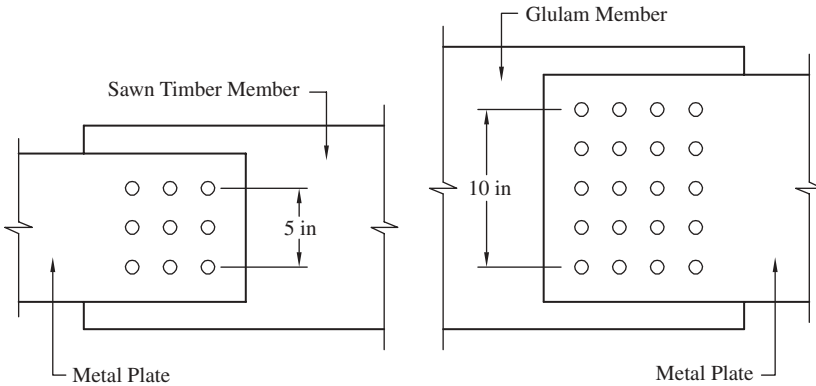 Glulam Member
Sawn Timber Member
5 in
10 in
Metal Plate
Metal Plate